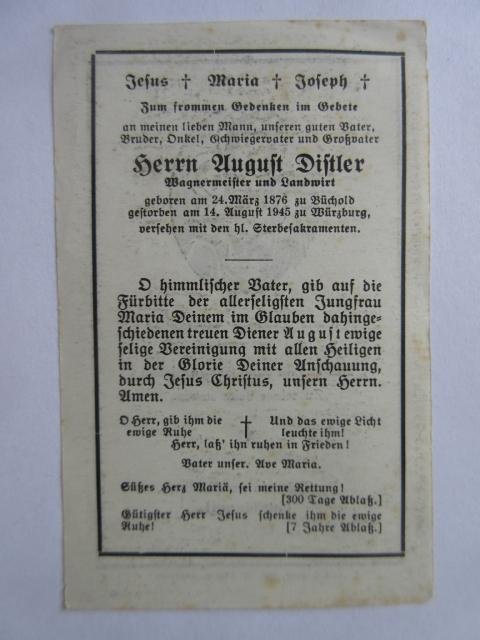 Jesus † Maria † Joseph †
Zum frommen Gedenken im Gebete
an meinen lieben Mann, unseren guten Vater,
Bruder, Onkel, Schwiegervater und Großvater
Herrn August Distler
Wagnermeister und Landwirt
geboren am 24. März 1876 zu Büchold
gestorben am 14. August 1945 zu Würzburg,
versehen mit den hl. Sterbesakramenten.
O himmlischer Vater, gib auf die
Fürbitte der allerseligsten Jungfrau
Maria Deinem im Glauben dahinge-
schiedenen treuen Diener August ewige
selige Vereinigung mit allen Heiligen
in der Glorie Deiner Anschauung,
durch Jesus Christus, unsern Herrn.
Amen.
O Herr, gib ihm die † Und das ewige Licht
ewige Ruhe leuchte ihm!
Herr, laß' ihn ruhen in Frieden!
Vater unser. Ave Maria.
Süßes Herz Mariä, sei meine Rettung!
[300 Tage Ablaß.]
Gütigster Herr Jesus schenke ihm die ewige
Ruhe! [7 Jahre Ablaß.]